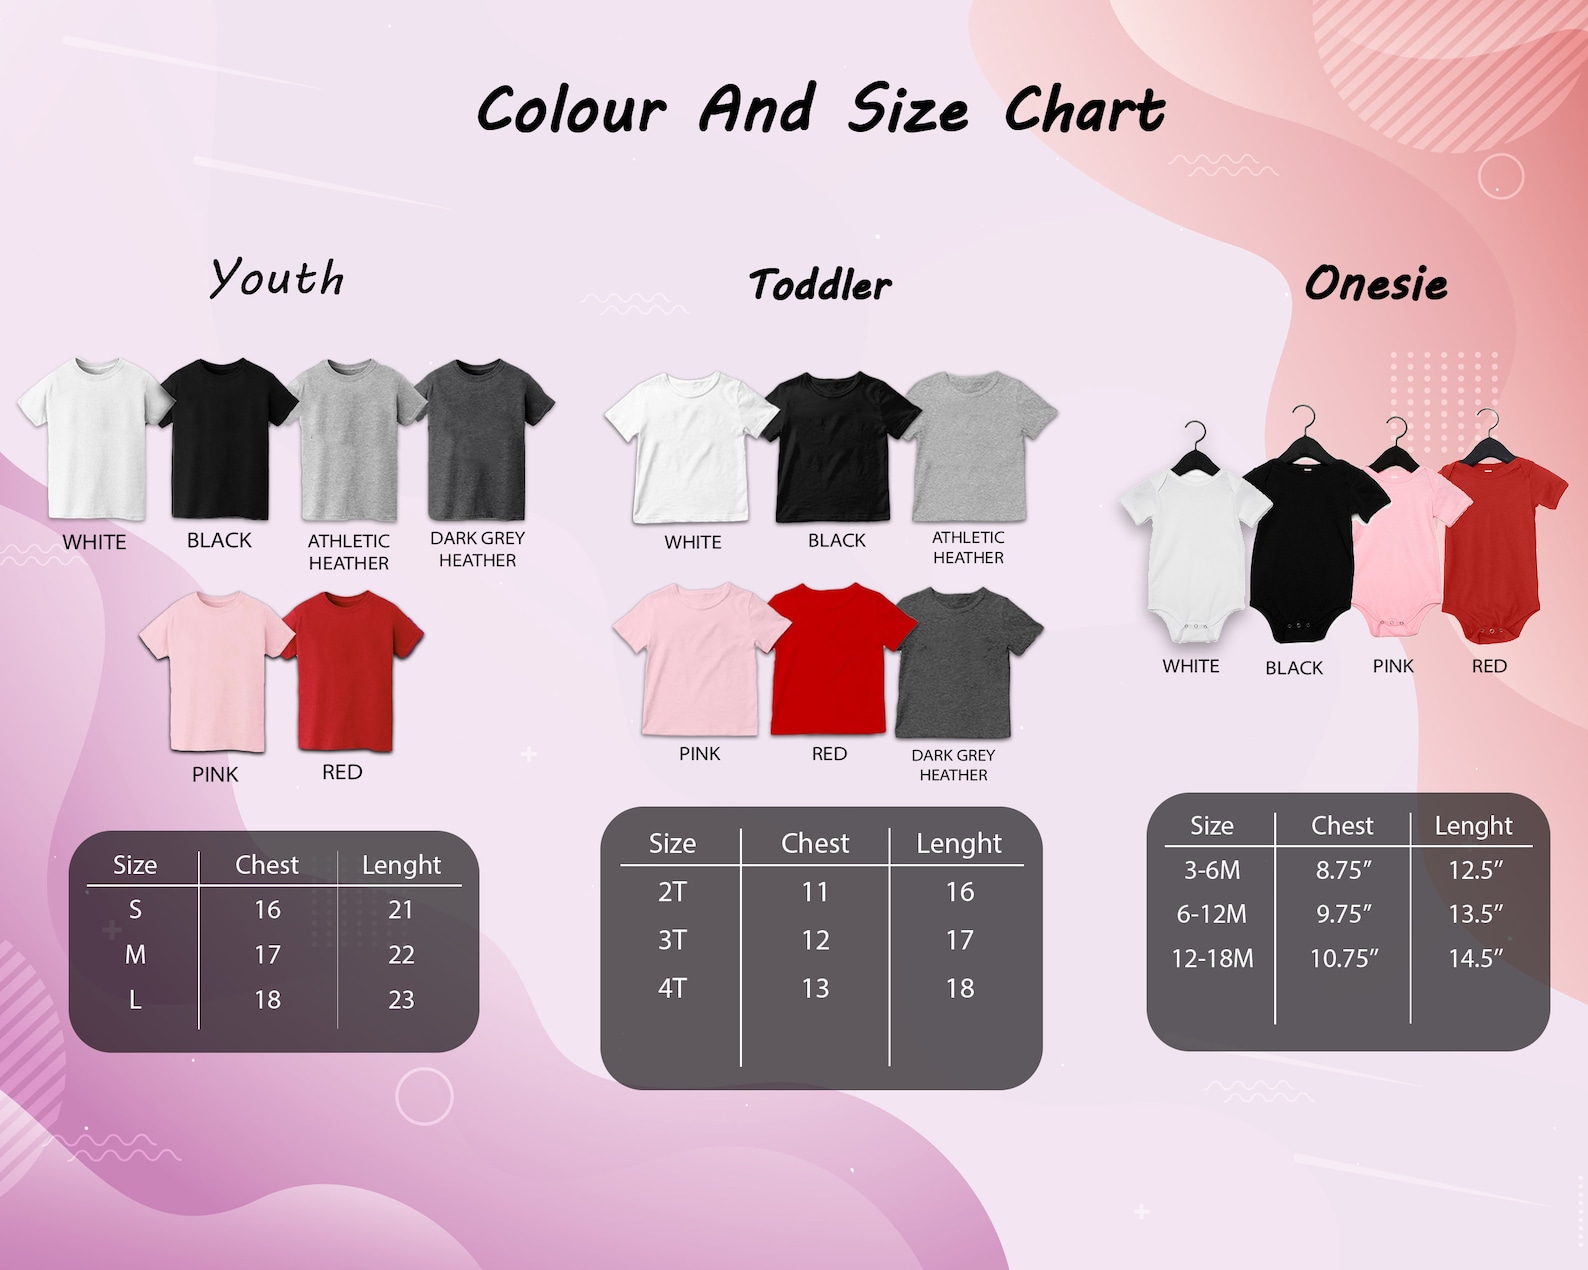 Colour And Size Chart
Youth
WHITE
BLACK
ATHLETIC
HEATHER
DARK GREY
HEATHER
PINK
RED
Size Chest Lenght
S 16 21
M 17 22
L 18 23
Toddler
WHITE
BLACK
ATHLETIC
HEATHER
PINK
RED
DARK GREY
HEATHER
Size Chest Lenght
2T 11 16
3T 12 17
4T 13 18
Onesie
WHITE
BLACK
PINK
RED
Size Chest Lenght
3-6M 8.75” 12.5”
6-12M 9.75” 13.5”
12-18M 10.75” 14.5”